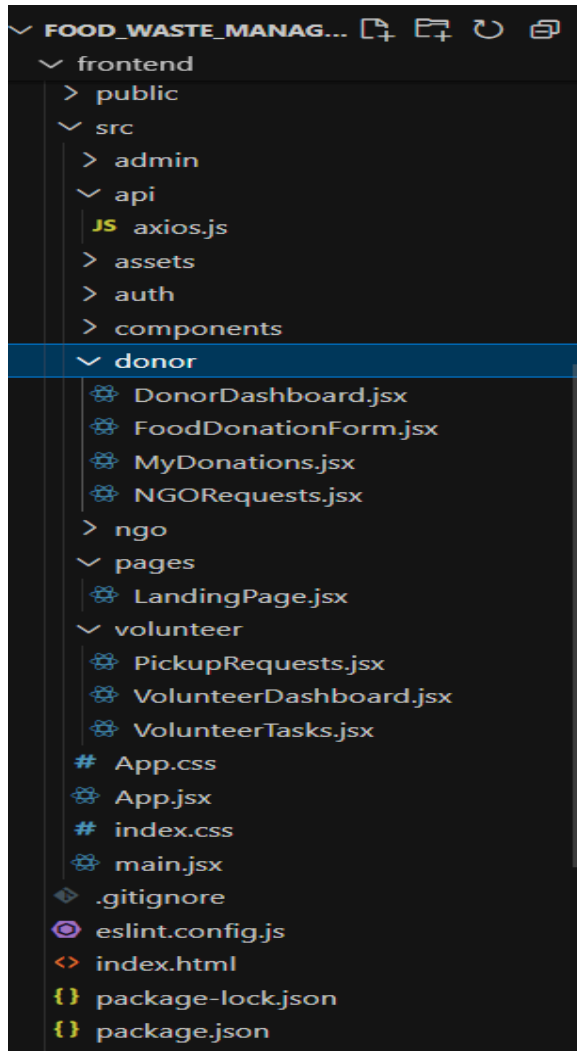 FOOD_WASTE_MANAG...
frontend
public
src
admin
api
JS axios.js
assets
auth
components
donor
DonorDashboard.jsx
FoodDonationForm.jsx
MyDonations.jsx
NGORequests.jsx
ngo
pages
LandingPage.jsx
volunteer
PickupRequests.jsx
VolunteerDashboard.jsx
VolunteerTasks.jsx
# App.css
App.jsx
# index.css
main.jsx
.gitignore
eslint.config.js
<> index.html
{} package-lock.json
{} package.json